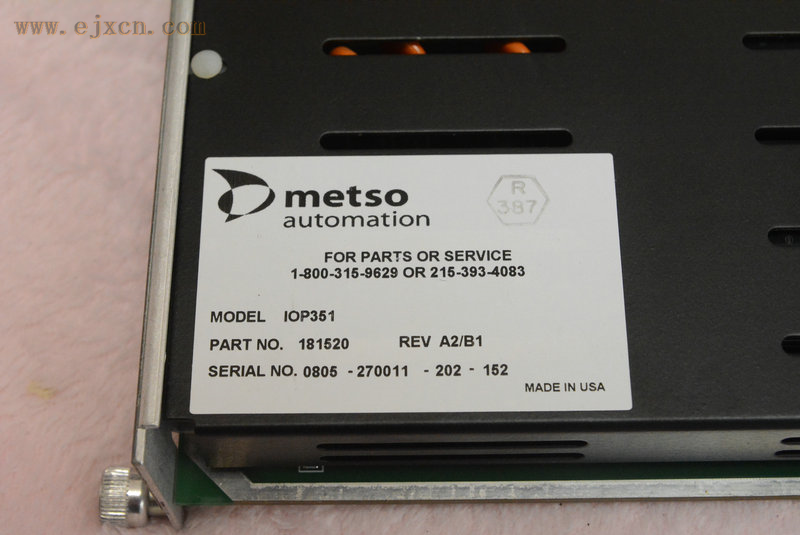 www.ejxcn.com
metso
automation
R
387
FOR PARTS OR SERVICE
1-800-315-9629 OR 215-393-4083
MODEL IOP351
PART NO. 181520 REV A2/B1
SERIAL NO. 0805 - 270011 - 202 - 152
MADE IN USA